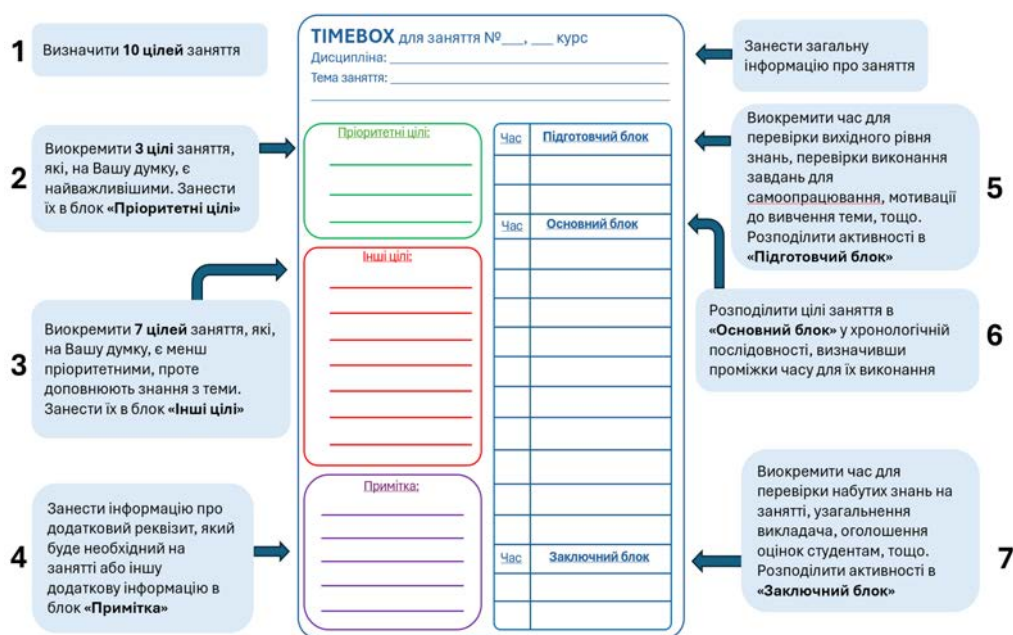 1
Визначити 10 цілей заняття
TIMEBOX для заняття №___, ___ курс
Дисципліна:
Тема заняття:
Занести загальну
інформацію про заняття
2
Виокремити 3 цілі заняття,
які, на Вашу думку, є
найважливішими. Занести
їх в блок «Пріоритетні цілі»
Пріоритетні цілі:
Час Підготовчий блок
Виокремити час для
перевірки вихідного рівня
знань, перевірки виконання
завдань для
самоопрацювання, мотивації
до вивчення теми, тощо.
Розподілити активності в
«Підготовчий блок»
5
Час Основний блок
Інші цілі:
3
Виокремити 7 цілей заняття, які,
на Вашу думку, є менш
пріоритетними, проте
доповнюють знання з теми.
Занести їх в блок «Інші цілі»
Розподілити цілі заняття в
«Основний блок» у хронологічній
послідовності, визначивши
проміжки часу для їх виконання
6
4
Занести інформацію про
додатковий реквізит, який
буде необхідний на
занятті або іншу
додаткову інформацію в
блок «Примітка»
Примітка:
Час Заключний блок
Виокремити час для
перевірки набутих знань на
занятті, узагальнення
викладача, оголошення
оцінок студентам, тощо.
Розподілити активності в
«Заключний блок»
7